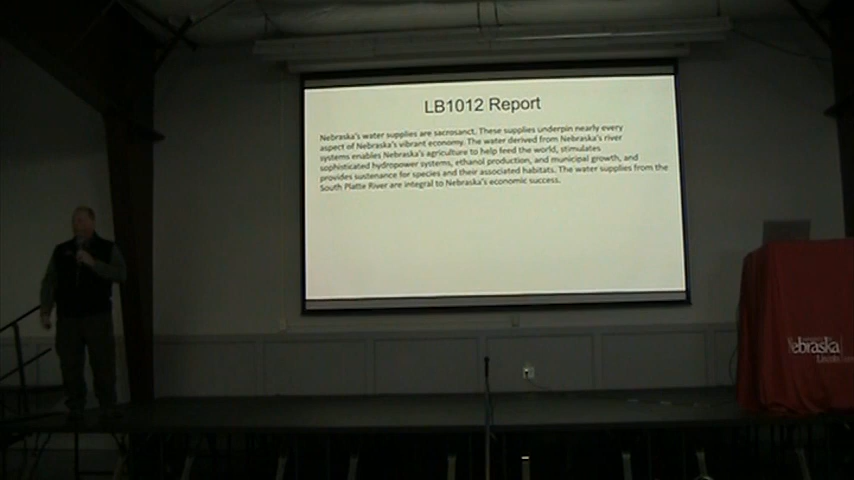 LB1012 Report
Nebraska's water supplies are sacrosanct. These supplies underpin nearly every
aspect of Nebraska's vibrant economy. The water derived from Nebraska's river
systems enables Nebraska's agriculture to help feed the world, stimulates
sophisticated hydropower systems, ethanol production, and municipal growth, and
provides sustenance for species and their associated habitats. The water supplies from the
South Platte River are integral to Nebraska's economic success.
Nebraska
Lincoln